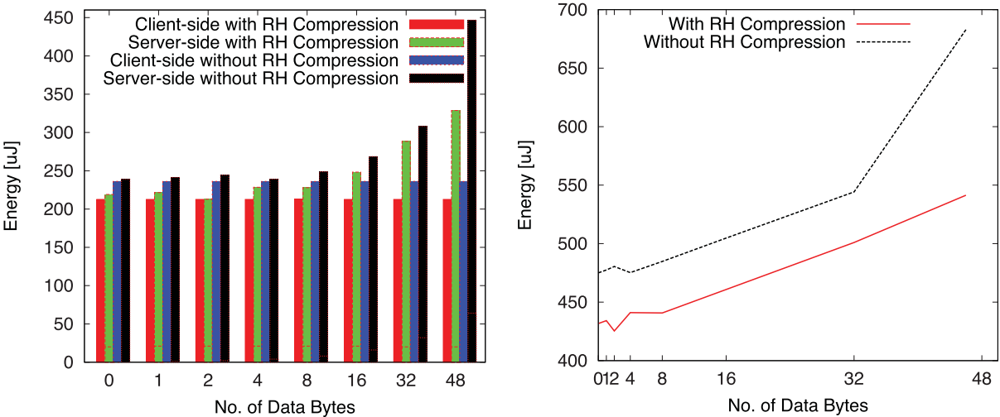 450
400
350
300
250
200
150
100
50
0
Energy [uJ]
Client-side with RH Compression
Server-side with RH Compression
Client-side without RH Compression
Server-side without RH Compression
0 1 2 4 8 16 32 48
No. of Data Bytes
700
650
600
550
500
450
400
Energy [uJ]
With RH Compression
Without RH Compression
0 1 2 4 8 16 32 48
No. of Data Bytes